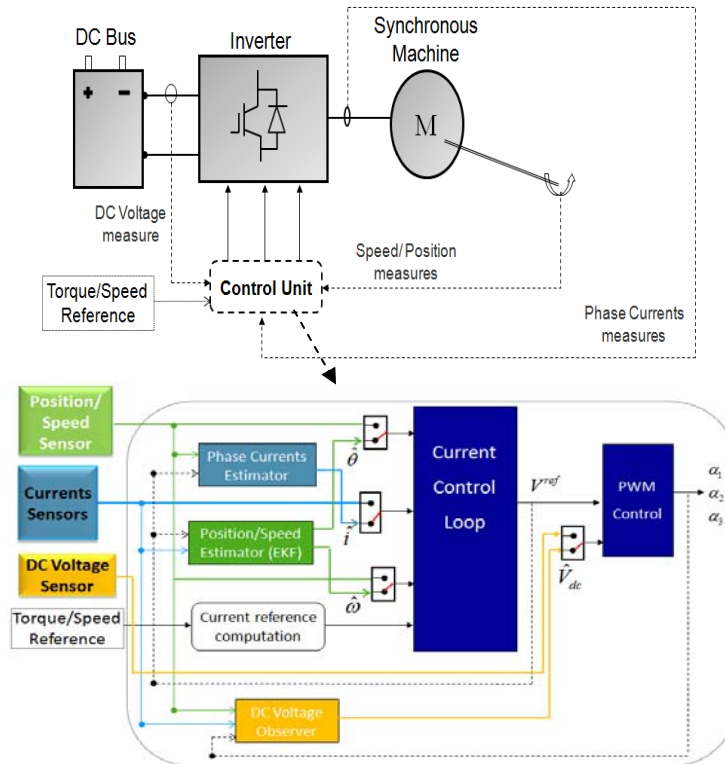 DC Bus
Inverter
Synchronous
Machine
+ -
M
DC Voltage
measure
Speed/ Position
measures
Torque/Speed
Reference
Control Unit
Phase Currents
measures
Position/
Speed
Sensor
Phase Currents
Estimator
θ̂
Current
Control
Loop
V^ref
PWM
Control
α₁
α₂
α₃
Currents
Sensors
î
Position/Speed
Estimator (EKF)
DC Voltage
Sensor
V̂dc
ω̂
Torque/Speed
Reference
Current reference
computation
DC Voltage
Observer